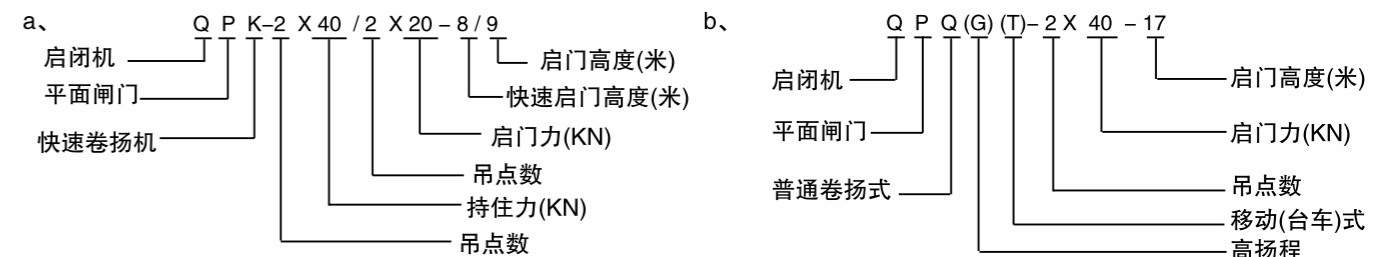 a、 Q P K-2 X 40 / 2 X 20 - 8 / 9
启闭机
平面闸门
快速卷扬机
启门高度(米)
快速启门高度(米)
启门力(KN)
吊点数
持住力(KN)
吊点数
b、 Q P Q (G) (T)- 2 X 40 - 17
启闭机
平面闸门
普通卷扬式
启门高度(米)
启门力(KN)
吊点数
移动(台车)式
高扬程